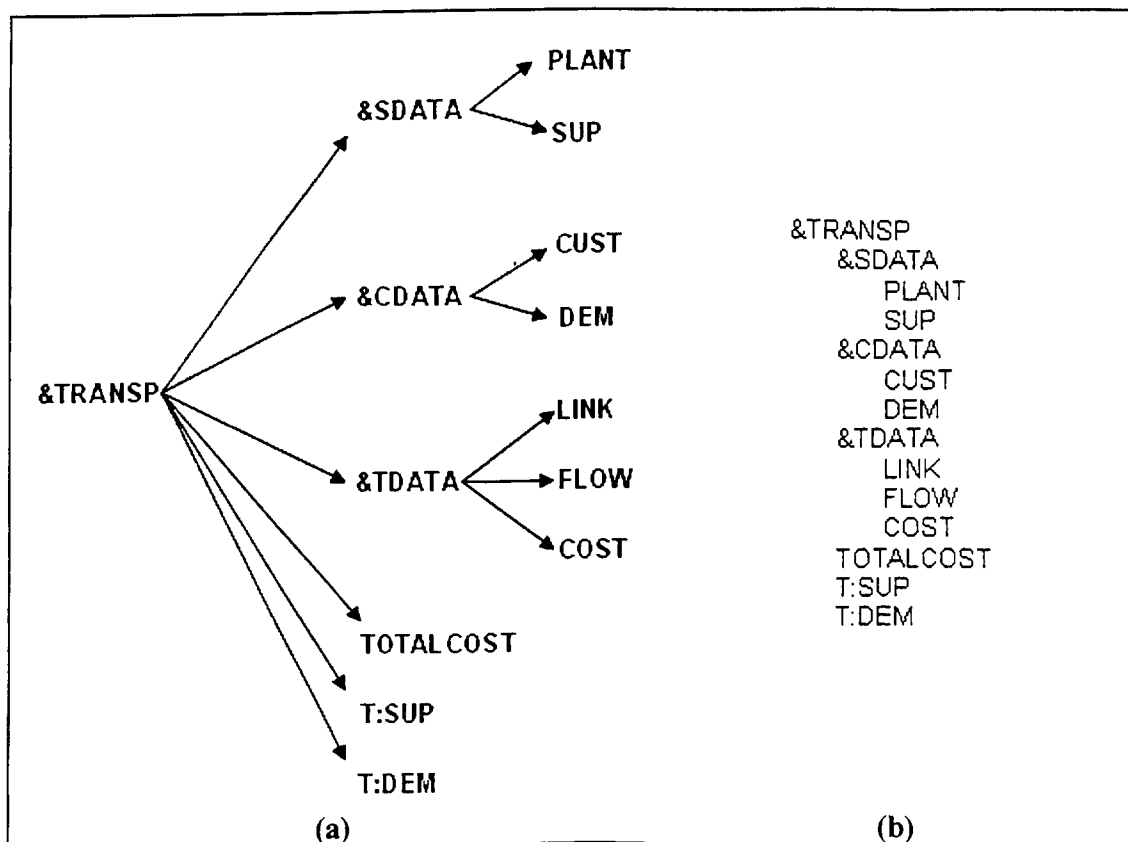 PLANT
&SDATA
SUP
CUST
&CDATA
DEM
&TRANSP
LINK
&TDATA
FLOW
COST
TOTALCOST
T:SUP
T:DEM
(a)
&TRANSP
&SDATA
PLANT
SUP
&CDATA
CUST
DEM
&TDATA
LINK
FLOW
COST
TOTALCOST
T:SUP
T:DEM
(b)